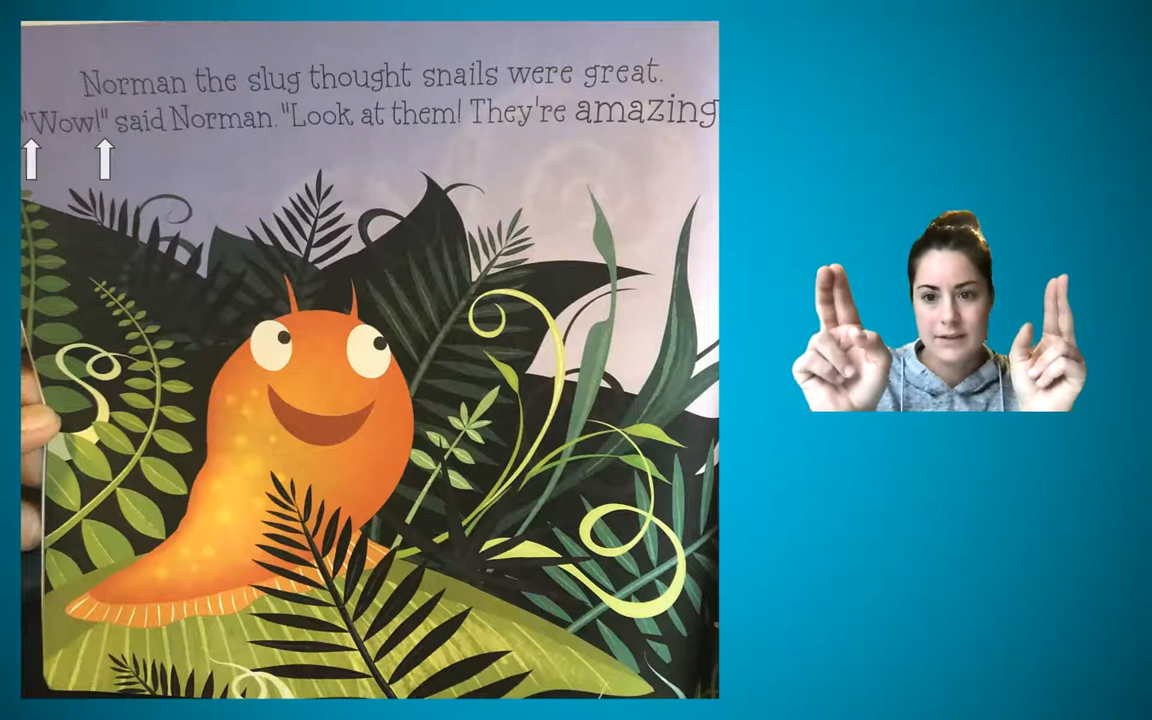 Norman the slug thought snails were great.
"Wow!" said Norman. "Look at them! They're amazing